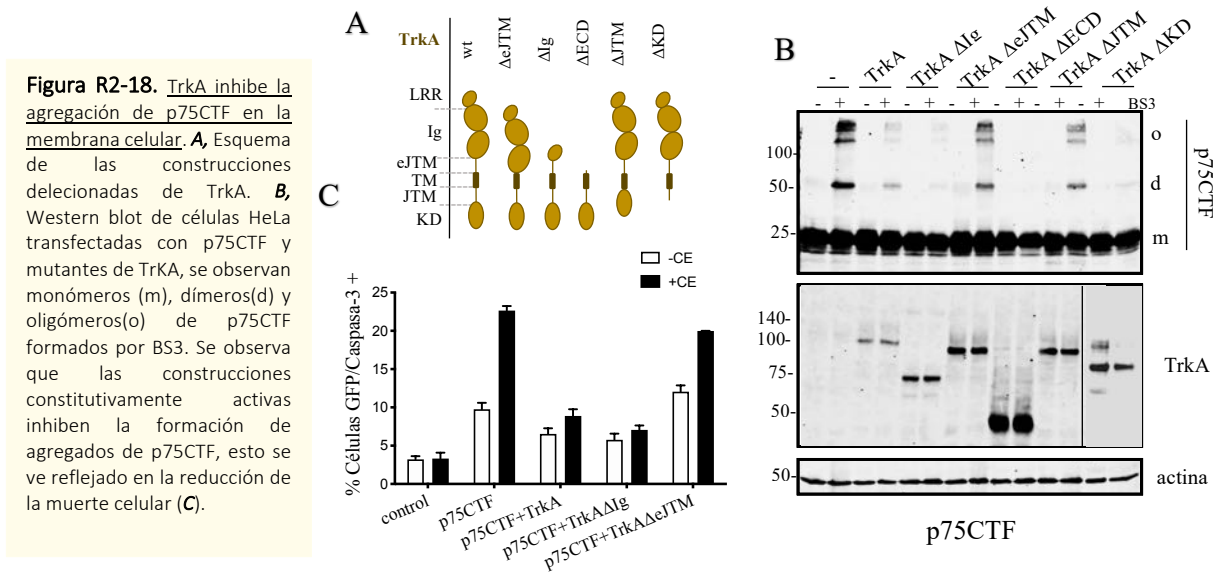 Figura R2-18. TrkA inhibe la
agregación de p75CTF en la
membrana celular. A, Esquema
de las construcciones
delecionadas de TrkA. B,
Western blot de células HeLa
transfectadas con p75CTF y
mutantes de TrKA, se observan
monómeros (m), dímeros(d) y
oligómeros(o) de p75CTF
formados por BS3. Se observa
que las construcciones
constitutivamente activas
inhiben la formación de
agregados de p75CTF, esto se
ve reflejado en la reducción de
la muerte celular (C).
A
TrkA
wt
ΔeJTM
ΔIg
ΔECD
ΔJTM
ΔKD
LRR
Ig
eJTM
TM
JTM
KD
C
-CE
+CE
% Células GFP/Caspasa-3 +
25
20
15
10
5
0
control
p75CTF
p75CTF+TrkA
p75CTF+TrkAΔIg
p75CTF+TrkAΔeJTM
B
-
TrkA
TrkA ΔIg
TrkA ΔeJTM
TrkA ΔECD
TrkA ΔJTM
TrkA ΔKD
- + - + - + - + - + - + + - BS3
100-
50-
25-
o
d
m
p75CTF
140-
100-
75-
50-
TrkA
50-
actina
p75CTF